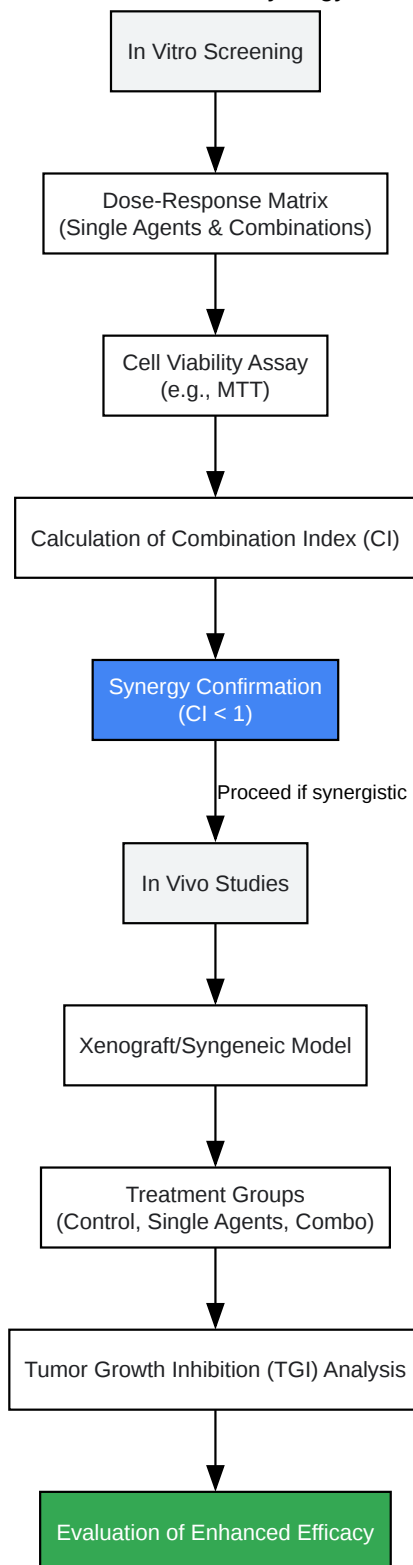 In Vitro Screening
Dose-Response Matrix
(Single Agents & Combinations)
Cell Viability Assay
(e.g., MTT)
Calculation of Combination Index (CI)
Synergy Confirmation
(CI < 1)
Proceed if synergistic
In Vivo Studies
Xenograft/Syngeneic Model
Treatment Groups
(Control, Single Agents, Combo)
Tumor Growth Inhibition (TGI) Analysis
Evaluation of Enhanced Efficacy